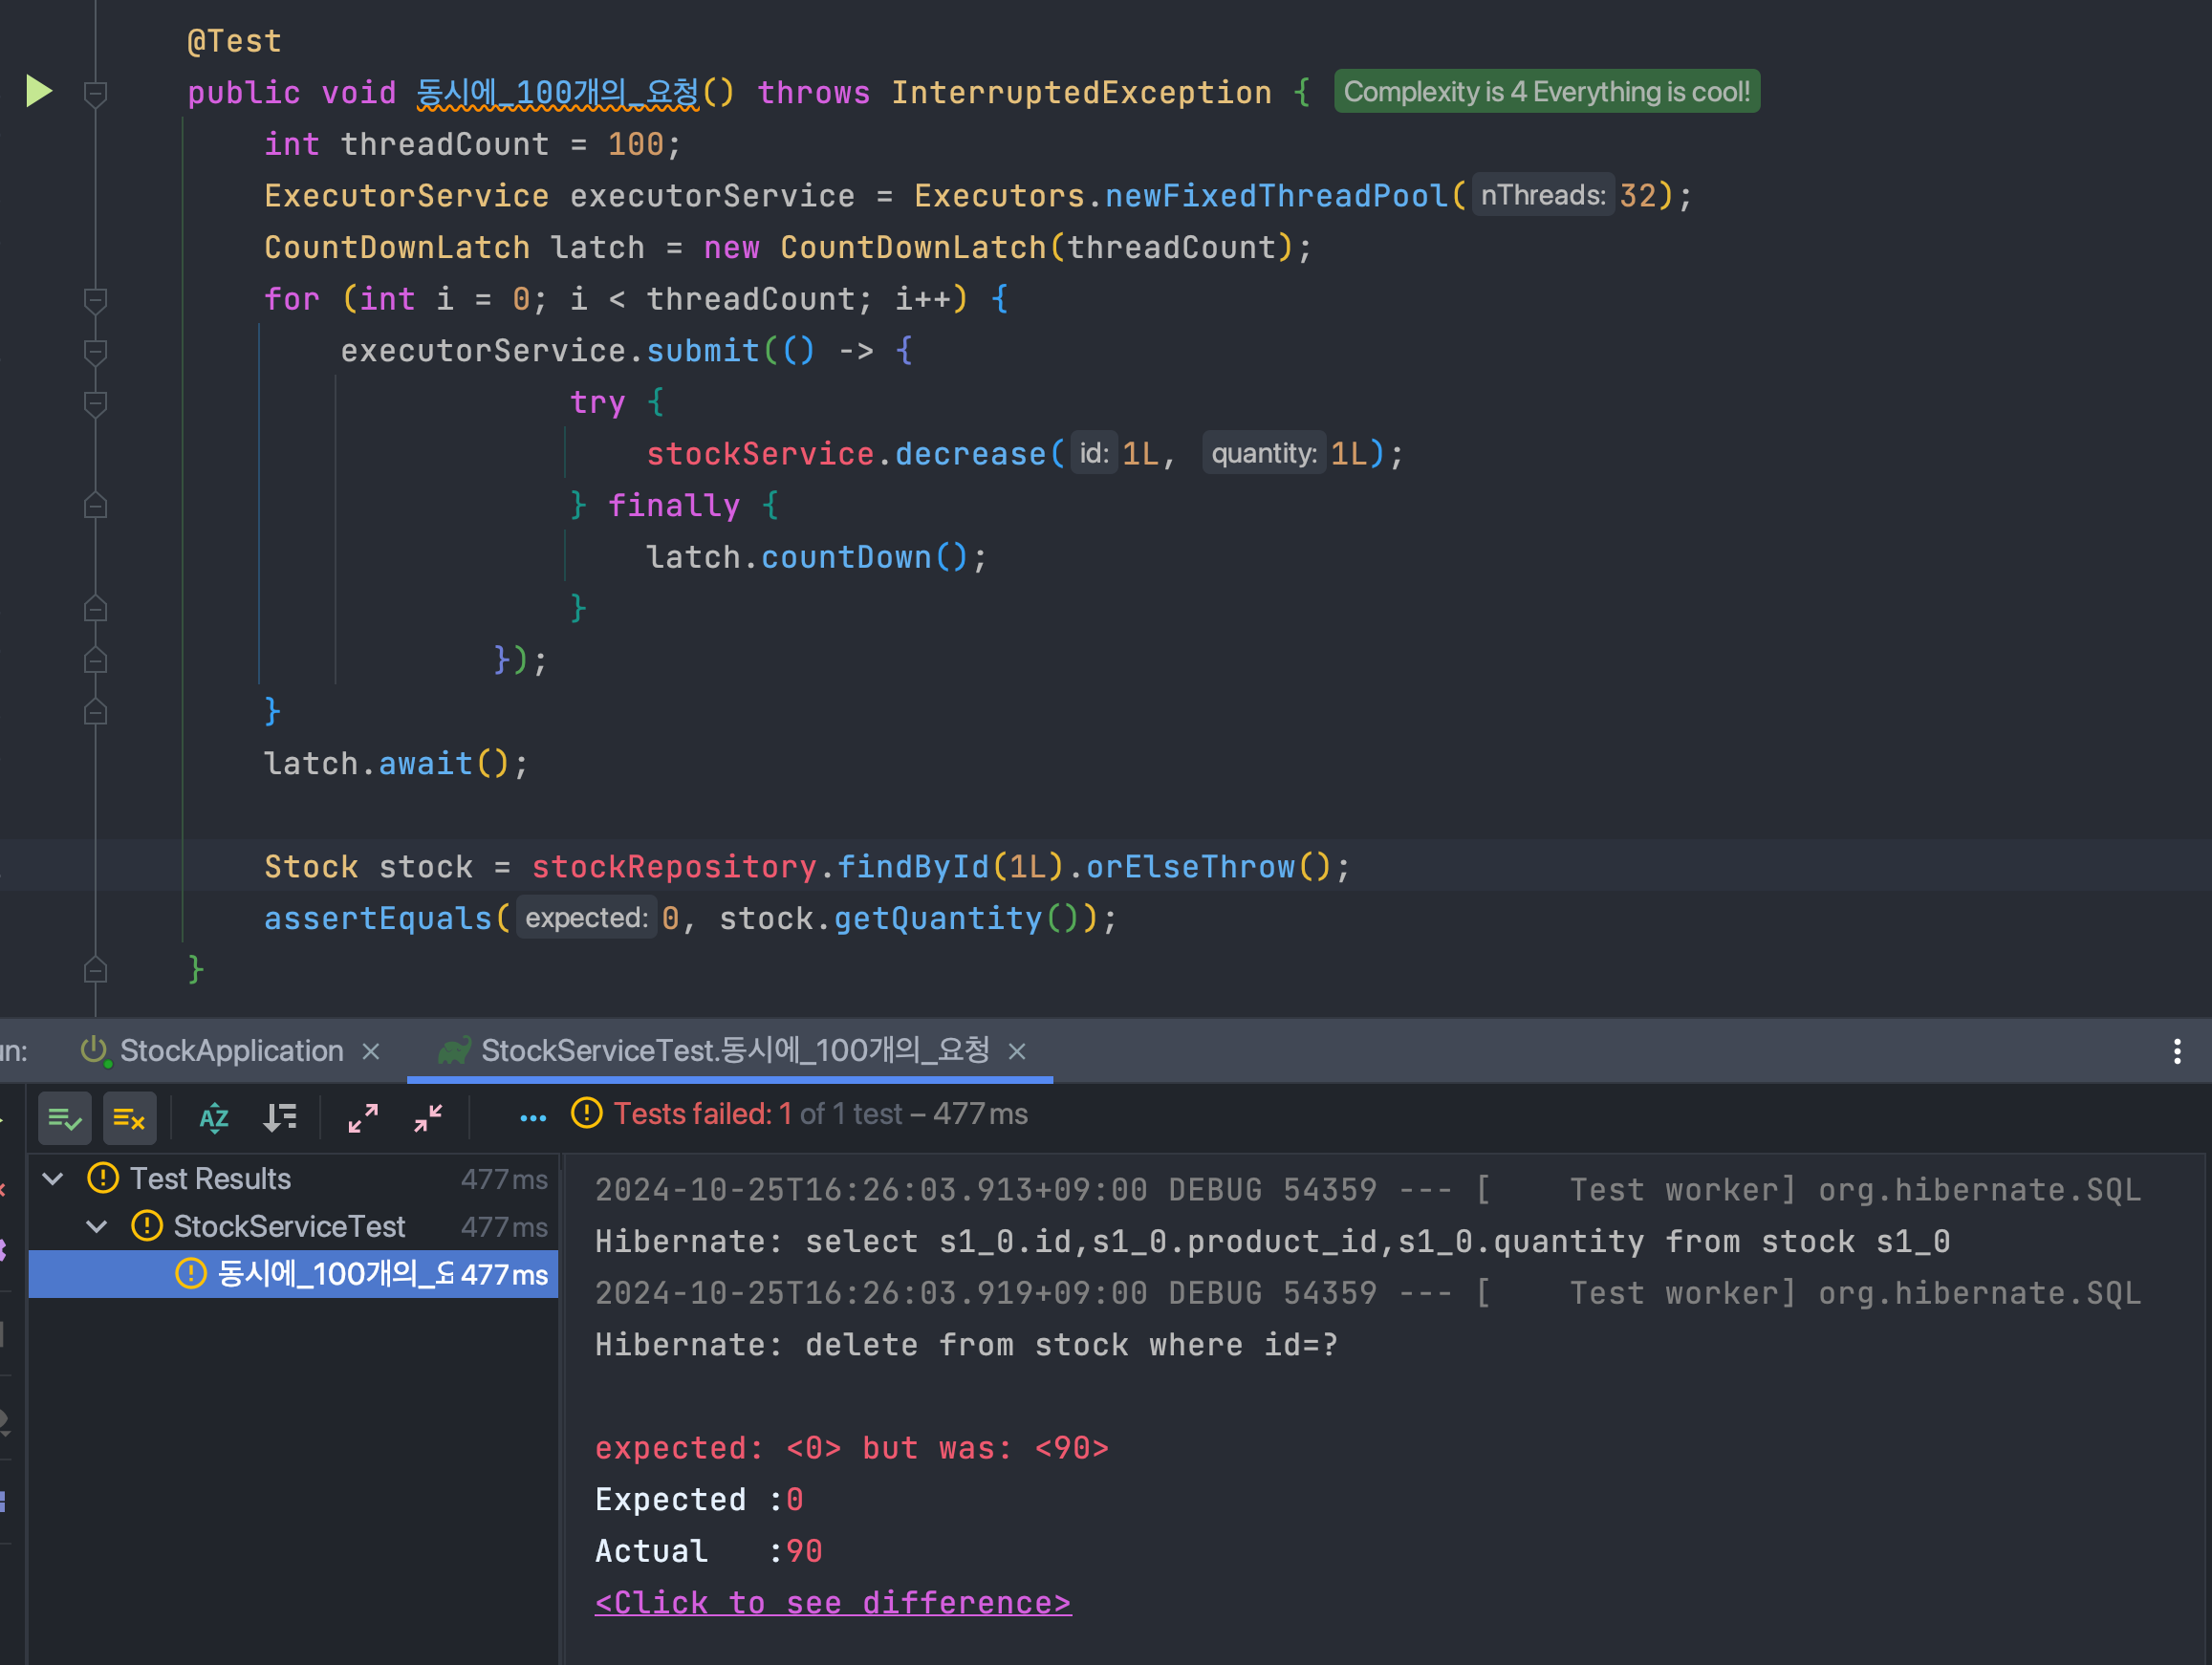 @Test
public void 동시에_100개의_요청() throws InterruptedException { Complexity is 4 Everything is cool!
int threadCount = 100;
ExecutorService executorService = Executors.newFixedThreadPool( nThreads: 32);
CountDownLatch latch = new CountDownLatch(threadCount);
for (int i = 0; i < threadCount; i++) {
executorService.submit(() -> {
try {
stockService.decrease( id: 1L, quantity: 1L);
} finally {
latch.countDown();
}
});
}
latch.await();
Stock stock = stockRepository.findById(1L).orElseThrow();
assertEquals( expected: 0, stock.getQuantity());
}
un: StockApplication × StockServiceTest.동시에_100개의_요청 ×
Tests failed: 1 of 1 test – 477 ms
Test Results 477 ms
StockServiceTest 477 ms
동시에_100개의_요 477 ms
2024-10-25T16:26:03.913+09:00 DEBUG 54359 --- [    Test worker] org.hibernate.SQL
Hibernate: select s1_0.id,s1_0.product_id,s1_0.quantity from stock s1_0
2024-10-25T16:26:03.919+09:00 DEBUG 54359 --- [    Test worker] org.hibernate.SQL
Hibernate: delete from stock where id=?
expected: <0> but was: <90>
Expected :0
Actual   :90
<Click to see difference>